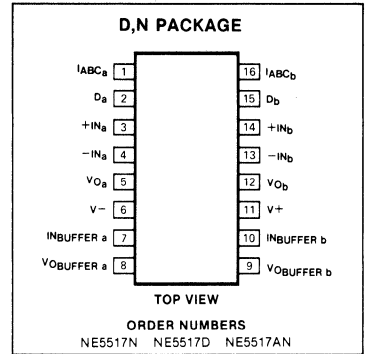 D,N PACKAGE
IABCa 1 16 IABCb
Da 2 15 Db
+INa 3 14 +INb
−INa 4 13 −INb
VOa 5 12 VOb
V− 6 11 V+
INBUFFER a 7 10 INBUFFER b
VOBUFFER a 8 9 VOBUFFER b
TOP VIEW
ORDER NUMBERS
NE5517N NE5517D NE5517AN